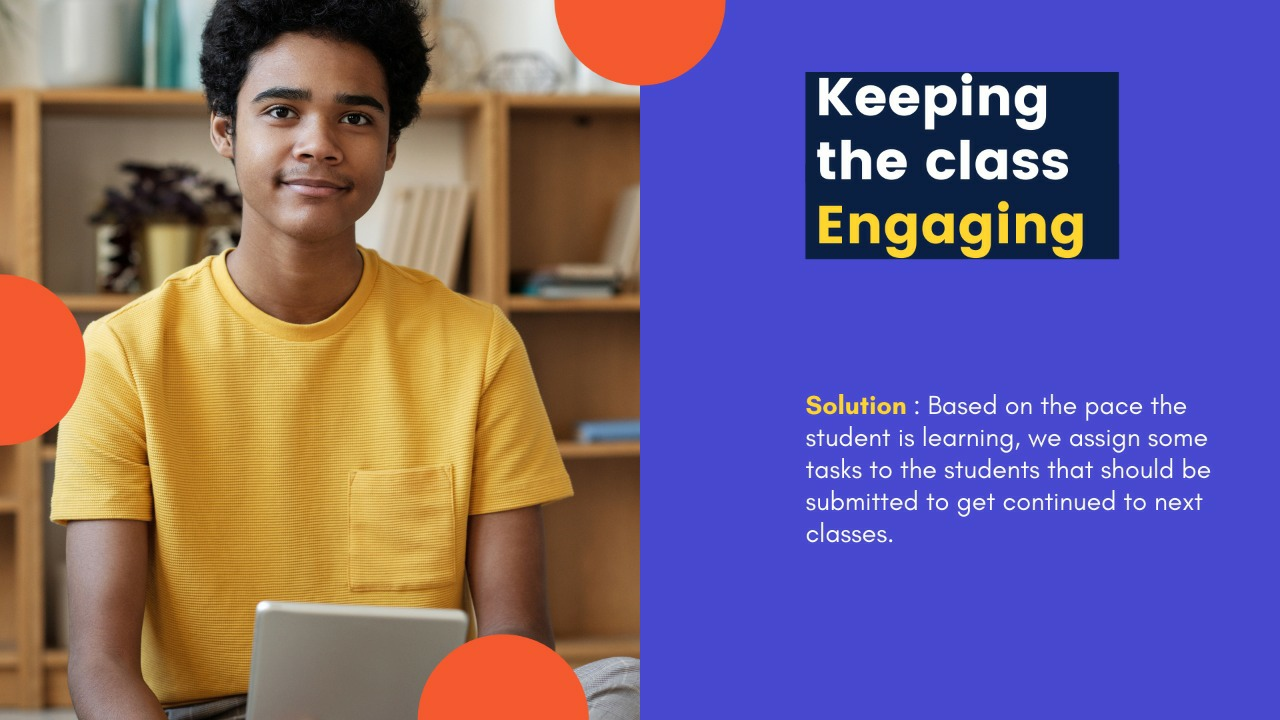 Keeping
the class
Engaging
Solution : Based on the pace the
student is learning, we assign some
tasks to the students that should be
submitted to get continued to next
classes.